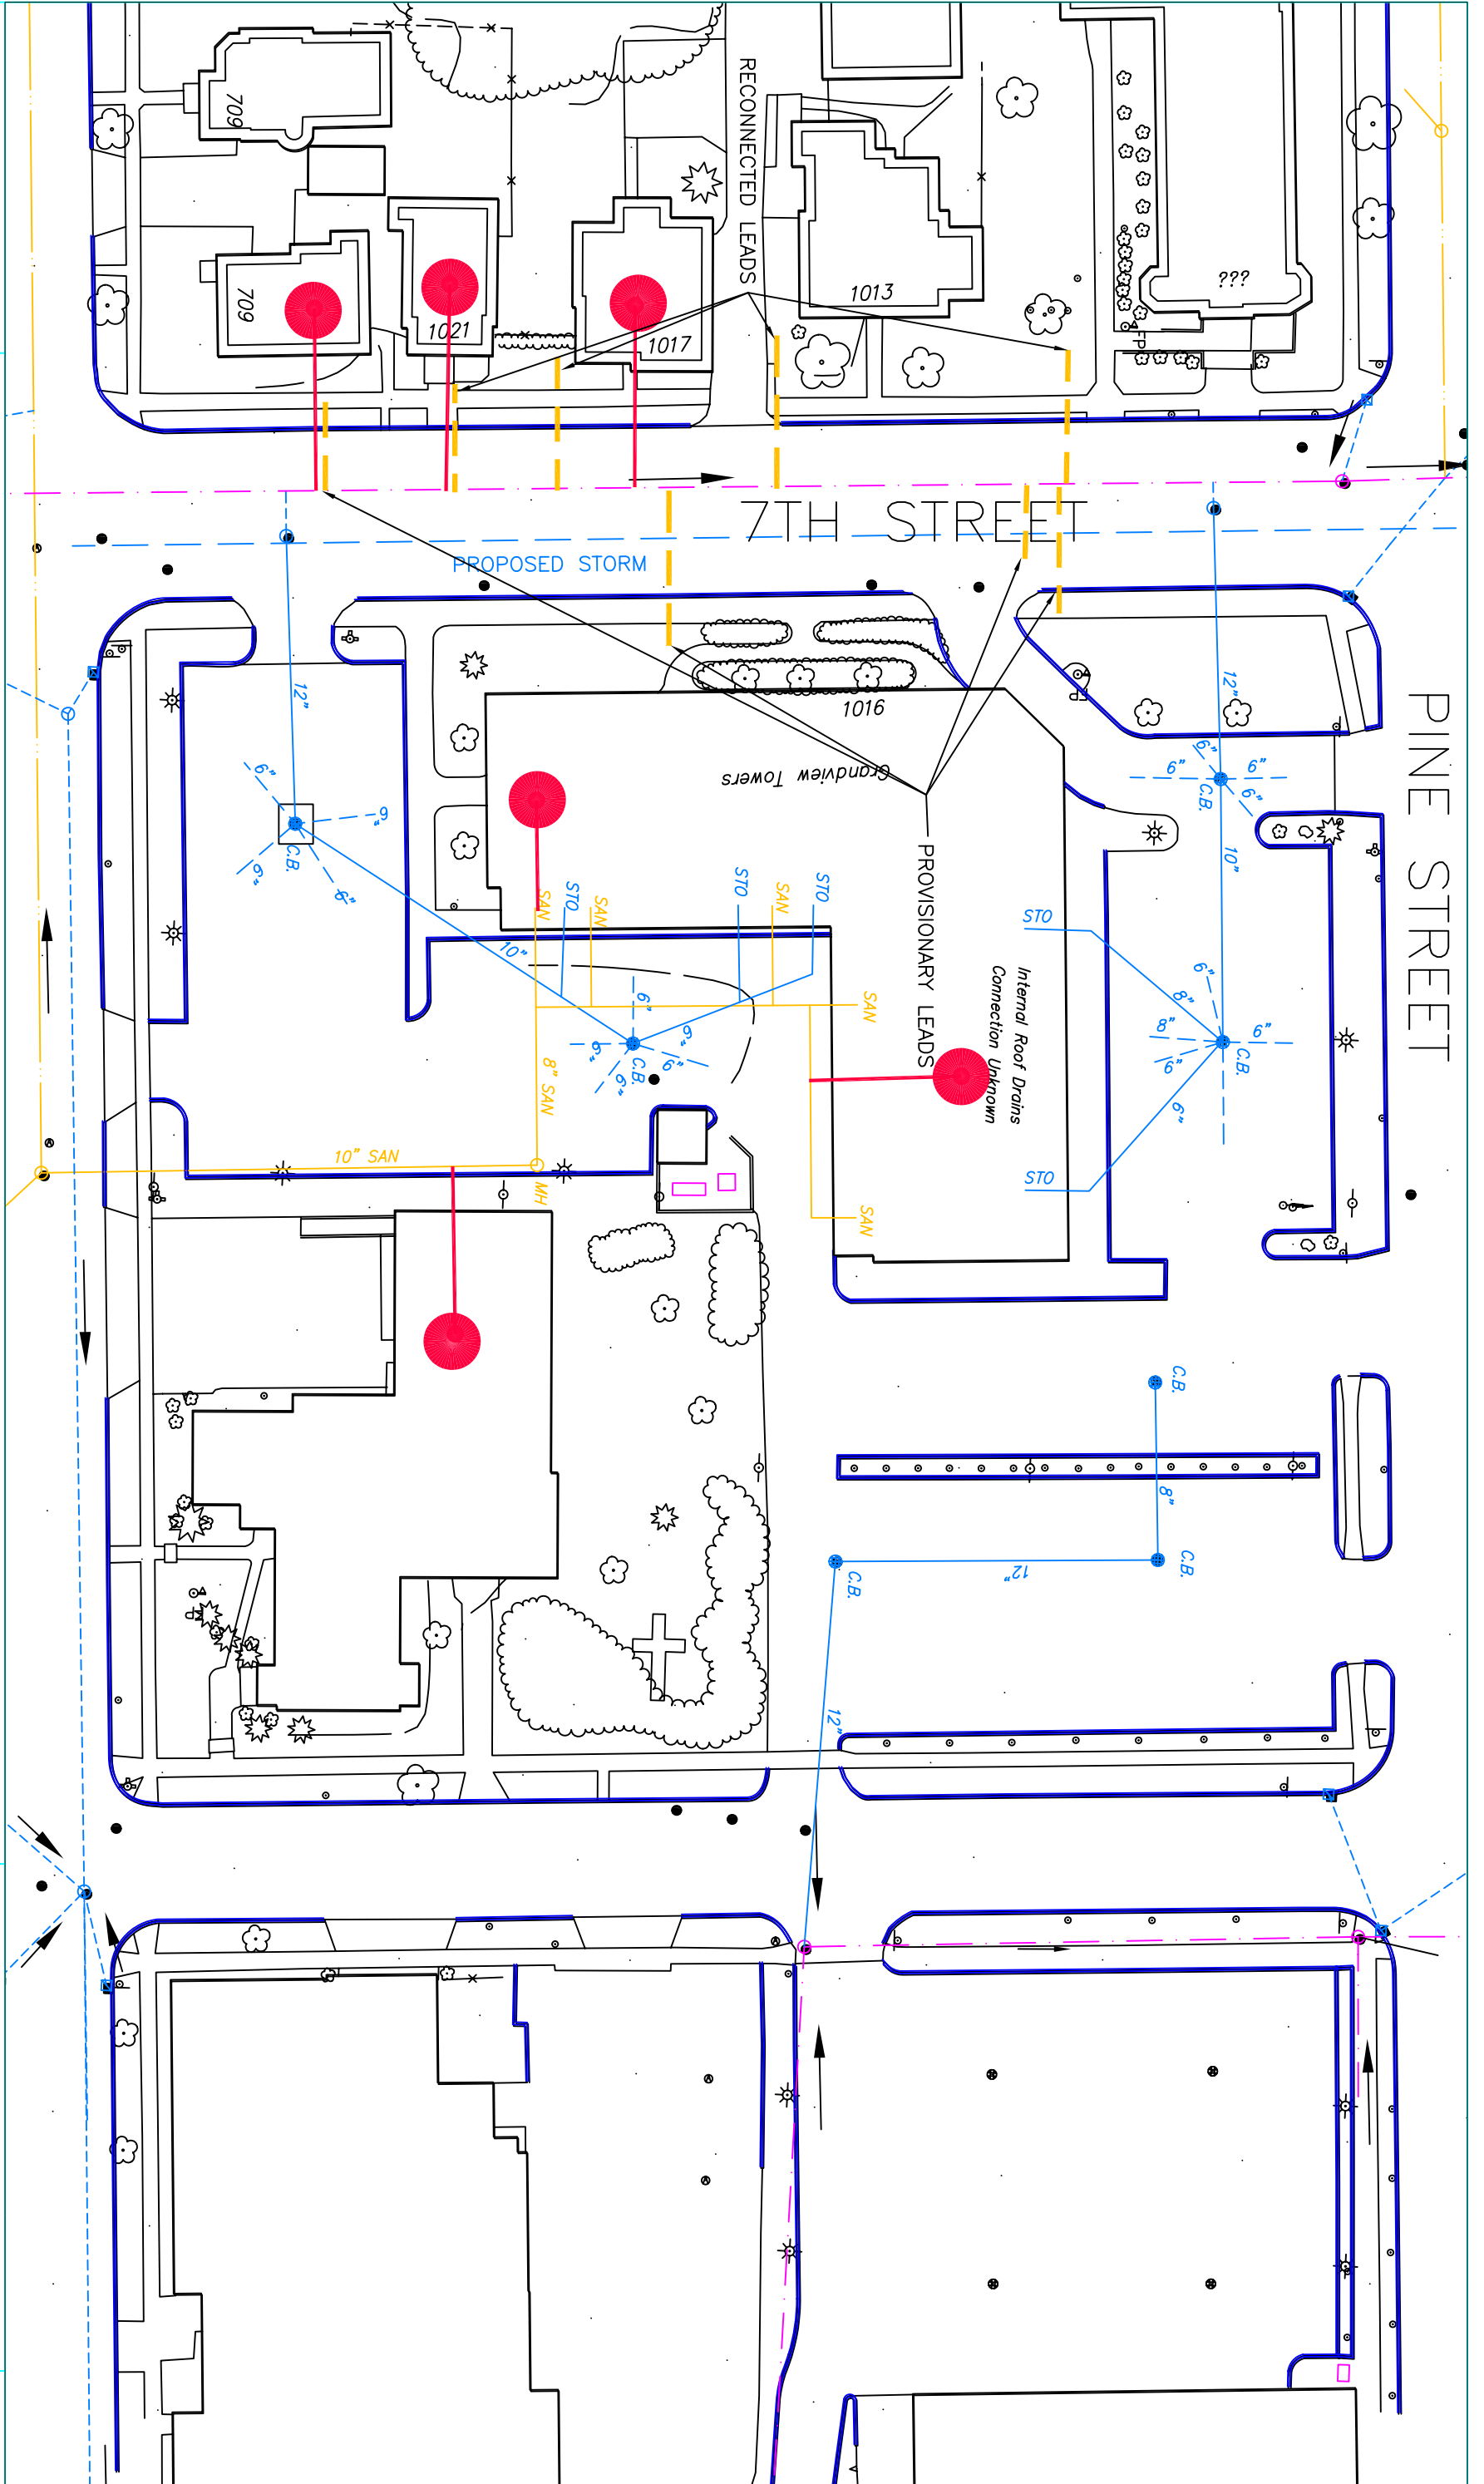 RECONNECTED LEADS
709
709
1021
1017
1013
???
FP
7TH STREET
PROPOSED STORM
PINE STREET
1016
Grandview Towers
PROVISIONARY LEADS
Internal Roof Drains
Connection Unknown
12"
6"
6"
6"
6"
C.B.
10"
SAN
STO
SAN
STO
SAN
STO
SAN
SAN
6"
6"
6"
6"
6"
C.B.
8" SAN
10" SAN
MH
FP
12"
6"
6"
6"
6"
C.B.
10"
STO
8"
6"
8"
6"
6"
C.B.
6"
STO
C.B.
8"
C.B.
12"
C.B.
12"